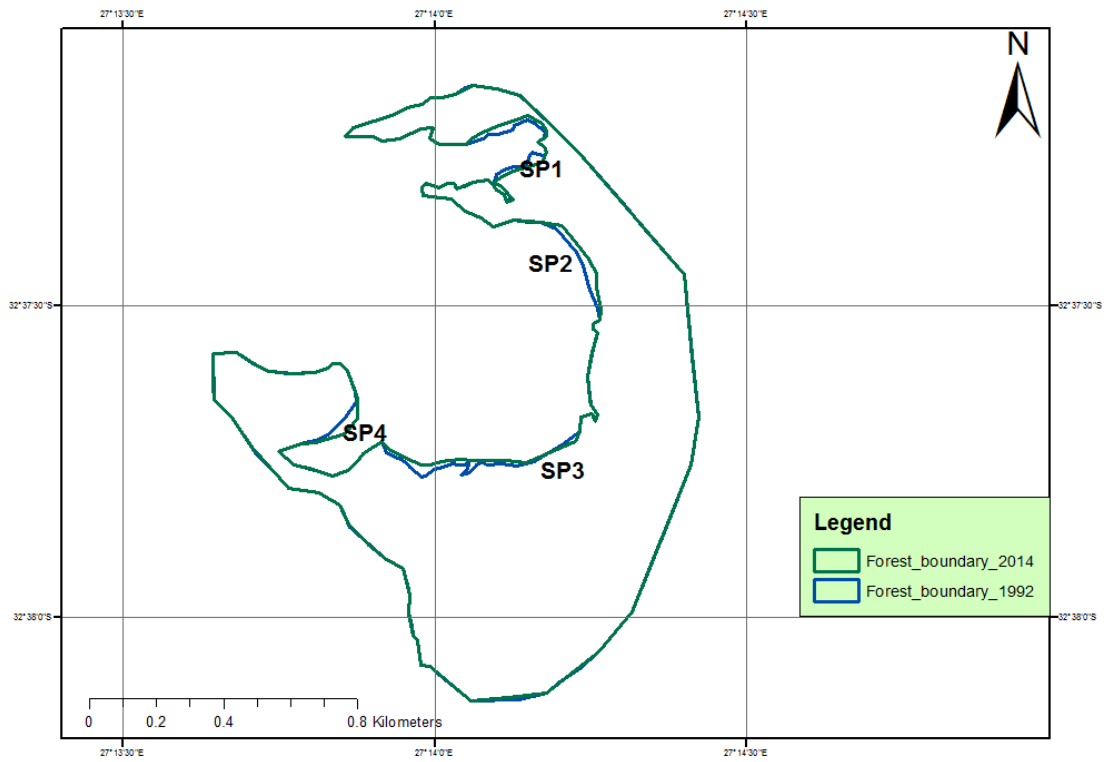 27°13'30"E 27°14'0"E 27°14'30"E
N
SP1
SP2
32°37'30"S 32°37'30"S
SP4
SP3
Legend
Forest_boundary_2014
Forest_boundary_1992
32°38'0"S 32°38'0"S
0 0.2 0.4 0.8 Kilometers
27°13'30"E 27°14'0"E 27°14'30"E